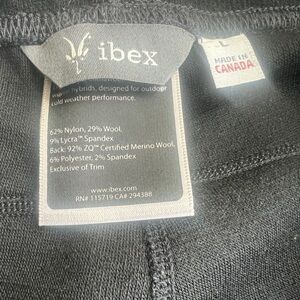 ibex
L
MADE IN
CANADA
hybrids, designed for outdoor
cold weather performance.
62% Nylon, 29% Wool,
9% Lycra™ Spandex
Back: 92% ZQ™ Certified Merino Wool,
6% Polyester, 2% Spandex
Exclusive of Trim
www.ibex.com
RN# 115719 CA# 294388